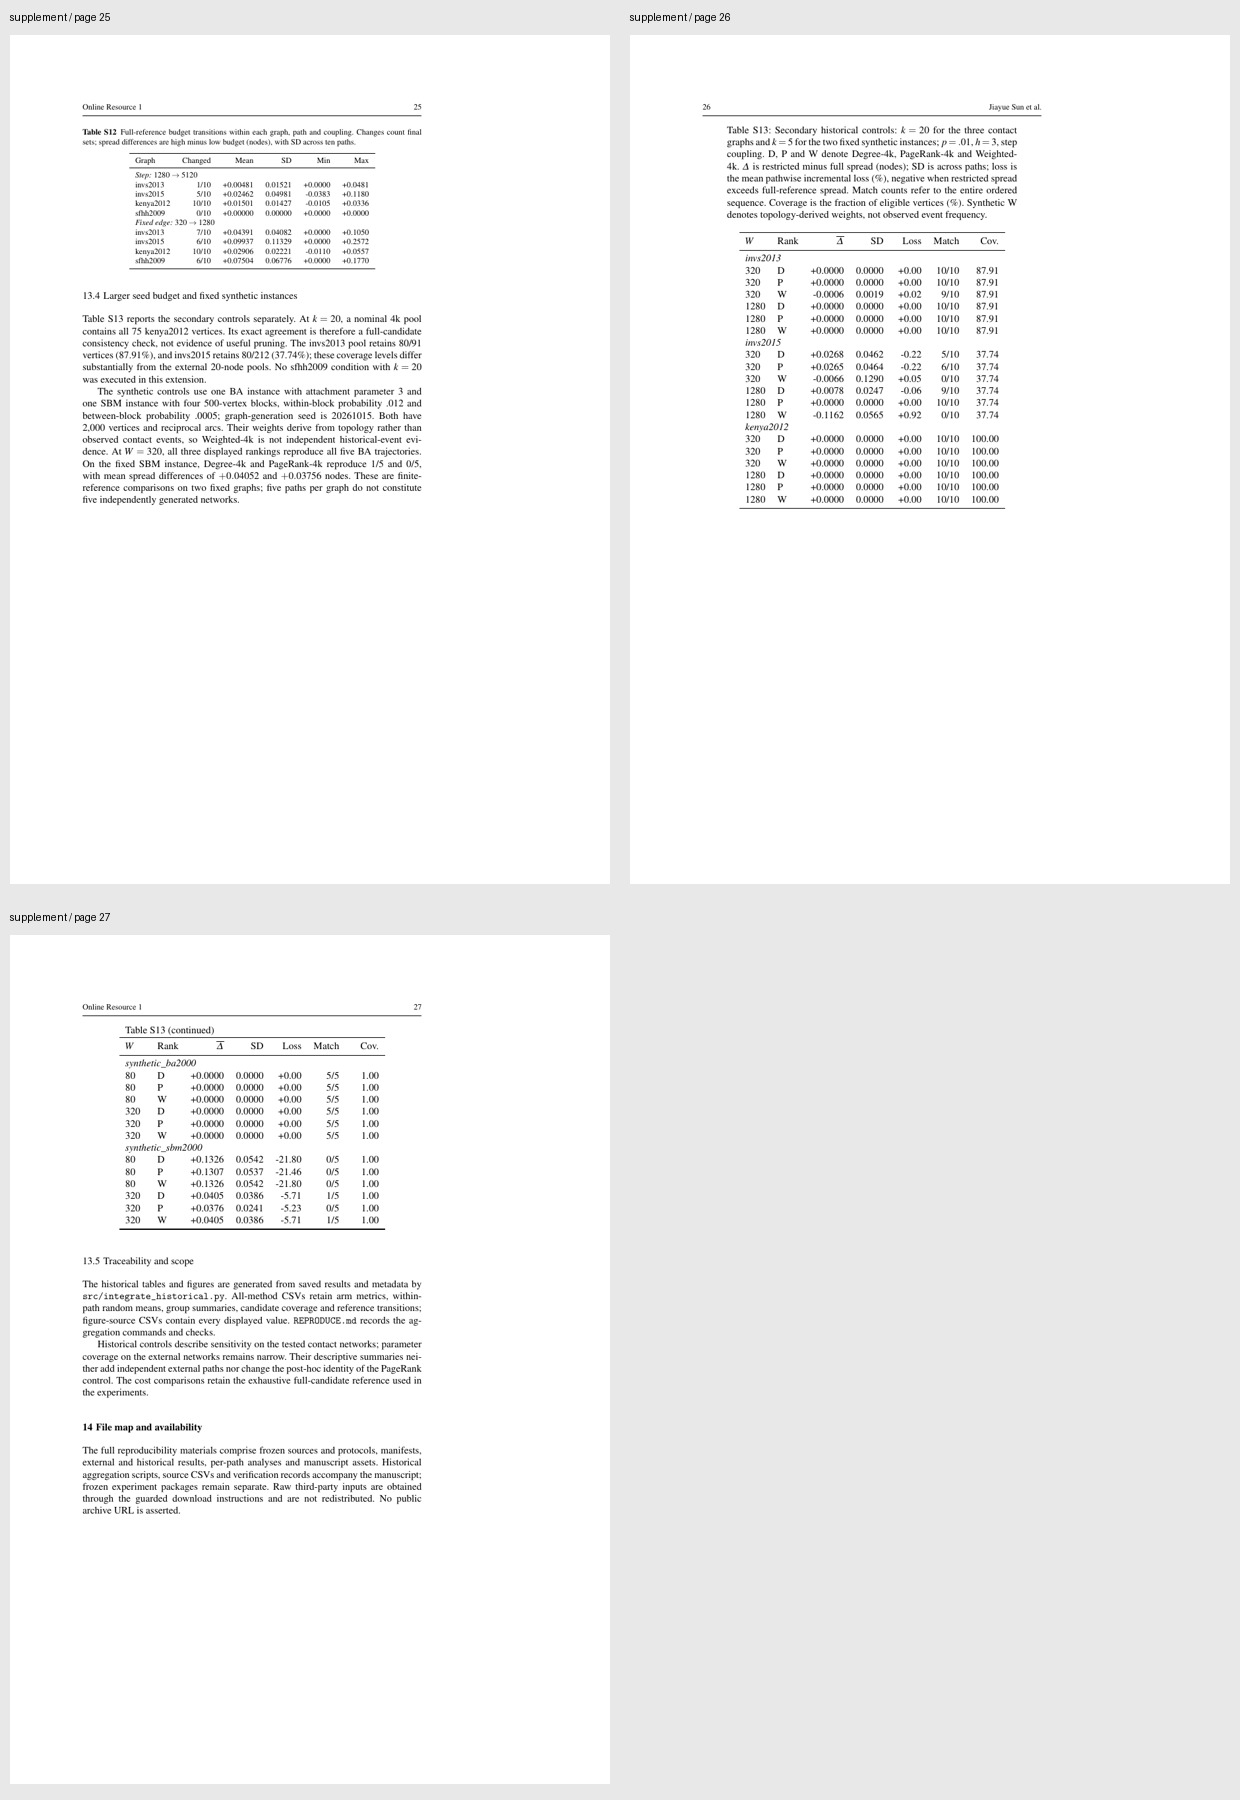 supplement / page 25
Online Resource 1 25
Table S12 Full-reference budget transitions within each graph, path and coupling. Changes count final
sets; spread differences are high minus low budget (nodes), with SD across ten paths.
Graph Changed Mean SD Min Max
Step: 1280 → 5120
invs2013 1/10 +0.00481 0.01521 +0.0000 +0.0481
invs2015 5/10 +0.02462 0.04981 -0.0383 +0.1180
kenya2012 10/10 +0.01501 0.01427 -0.0105 +0.0336
sfhh2009 0/10 +0.00000 0.00000 +0.0000 +0.0000
Fixed edge: 320 → 1280
invs2013 7/10 +0.04391 0.04082 +0.0000 +0.1050
invs2015 6/10 +0.09937 0.11329 +0.0000 +0.2572
kenya2012 10/10 +0.02906 0.02221 -0.0110 +0.0557
sfhh2009 6/10 +0.07504 0.06776 +0.0000 +0.1770
13.4 Larger seed budget and fixed synthetic instances
Table S13 reports the secondary controls separately. At k = 20, a nominal 4k pool
contains all 75 kenya2012 vertices. Its exact agreement is therefore a full-candidate
consistency check, not evidence of useful pruning. The invs2013 pool retains 80/91
vertices (87.91%), and invs2015 retains 80/212 (37.74%); these coverage levels differ
substantially from the external 20-node pools. No sfhh2009 condition with k = 20
was executed in this extension.
The synthetic controls use one BA instance with attachment parameter 3 and
one SBM instance with four 500-vertex blocks, within-block probability .012 and
between-block probability .0005; graph-generation seed is 20261015. Both have
2,000 vertices and reciprocal arcs. Their weights derive from topology rather than
observed contact events, so Weighted-4k is not independent historical-event evi-
dence. At W = 320, all three displayed rankings reproduce all five BA trajectories.
On the fixed SBM instance, Degree-4k and PageRank-4k reproduce 1/5 and 0/5,
with mean spread differences of +0.04052 and +0.03756 nodes. These are finite-
reference comparisons on two fixed graphs; five paths per graph do not constitute
five independently generated networks.
supplement / page 26
26 Jiayue Sun et al.
Table S13: Secondary historical controls: k = 20 for the three contact
graphs and k = 5 for the two fixed synthetic instances; p = .01, h = 3, step
coupling. D, P and W denote Degree-4k, PageRank-4k and Weighted-
4k. Δ is restricted minus full spread (nodes); SD is across paths; loss is
the mean pathwise incremental loss (%), negative when restricted spread
exceeds full-reference spread. Match counts refer to the entire ordered
sequence. Coverage is the fraction of eligible vertices (%). Synthetic W
denotes topology-derived weights, not observed event frequency.
W Rank Δ̅ SD Loss Match Cov.
invs2013
320 D +0.0000 0.0000 +0.00 10/10 87.91
320 P +0.0000 0.0000 +0.00 10/10 87.91
320 W -0.0006 0.0019 +0.02 9/10 87.91
1280 D +0.0000 0.0000 +0.00 10/10 87.91
1280 P +0.0000 0.0000 +0.00 10/10 87.91
1280 W +0.0000 0.0000 +0.00 10/10 87.91
invs2015
320 D +0.0268 0.0462 -0.22 5/10 37.74
320 P +0.0265 0.0464 -0.22 6/10 37.74
320 W -0.0066 0.1290 +0.05 0/10 37.74
1280 D +0.0078 0.0247 -0.06 9/10 37.74
1280 P +0.0000 0.0000 +0.00 10/10 37.74
1280 W -0.1162 0.0565 +0.92 0/10 37.74
kenya2012
320 D +0.0000 0.0000 +0.00 10/10 100.00
320 P +0.0000 0.0000 +0.00 10/10 100.00
320 W +0.0000 0.0000 +0.00 10/10 100.00
1280 D +0.0000 0.0000 +0.00 10/10 100.00
1280 P +0.0000 0.0000 +0.00 10/10 100.00
1280 W +0.0000 0.0000 +0.00 10/10 100.00
supplement / page 27
Online Resource 1 27
Table S13 (continued)
W Rank Δ̅ SD Loss Match Cov.
synthetic_ba2000
80 D +0.0000 0.0000 +0.00 5/5 1.00
80 P +0.0000 0.0000 +0.00 5/5 1.00
80 W +0.0000 0.0000 +0.00 5/5 1.00
320 D +0.0000 0.0000 +0.00 5/5 1.00
320 P +0.0000 0.0000 +0.00 5/5 1.00
320 W +0.0000 0.0000 +0.00 5/5 1.00
synthetic_sbm2000
80 D +0.1326 0.0542 -21.80 0/5 1.00
80 P +0.1307 0.0537 -21.46 0/5 1.00
80 W +0.1326 0.0542 -21.80 0/5 1.00
320 D +0.0405 0.0386 -5.71 1/5 1.00
320 P +0.0376 0.0241 -5.23 0/5 1.00
320 W +0.0405 0.0386 -5.71 1/5 1.00
13.5 Traceability and scope
The historical tables and figures are generated from saved results and metadata by
src/integrate_historical.py. All-method CSVs retain arm metrics, within-
path random means, group summaries, candidate coverage and reference transitions;
figure-source CSVs contain every displayed value. REPRODUCE.md records the ag-
gregation commands and checks.
Historical controls describe sensitivity on the tested contact networks; parameter
coverage on the external networks remains narrow. Their descriptive summaries nei-
ther add independent external paths nor change the post-hoc identity of the PageRank
control. The cost comparisons retain the exhaustive full-candidate reference used in
the experiments.
14 File map and availability
The full reproducibility materials comprise frozen sources and protocols, manifests,
external and historical results, per-path analyses and manuscript assets. Historical
aggregation scripts, source CSVs and verification records accompany the manuscript;
frozen experiment packages remain separate. Raw third-party inputs are obtained
through the guarded download instructions and are not redistributed. No public
archive URL is asserted.